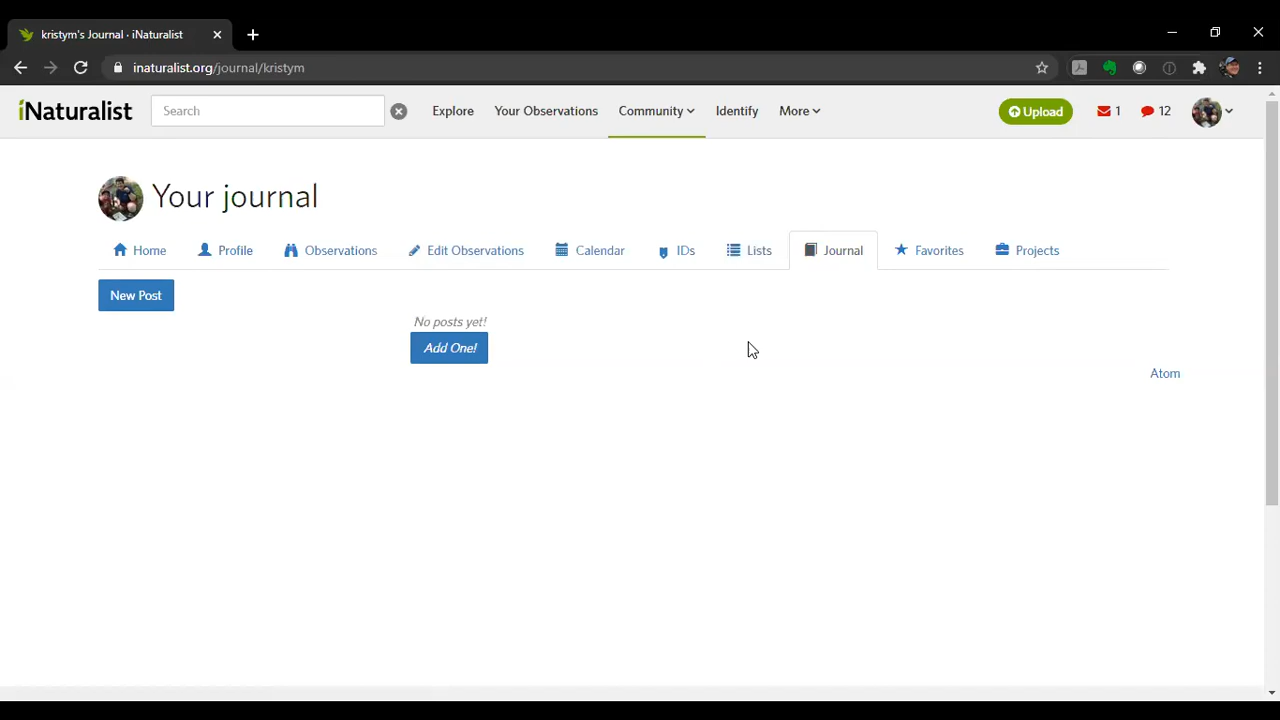 kristym's Journal · iNaturalist
inaturalist.org/journal/kristym
iNaturalist Search Explore Your Observations Community Identify More Upload 1 12
Your journal
Home Profile Observations Edit Observations Calendar IDs Lists Journal Favorites Projects
New Post
No posts yet!
Add One!
Atom